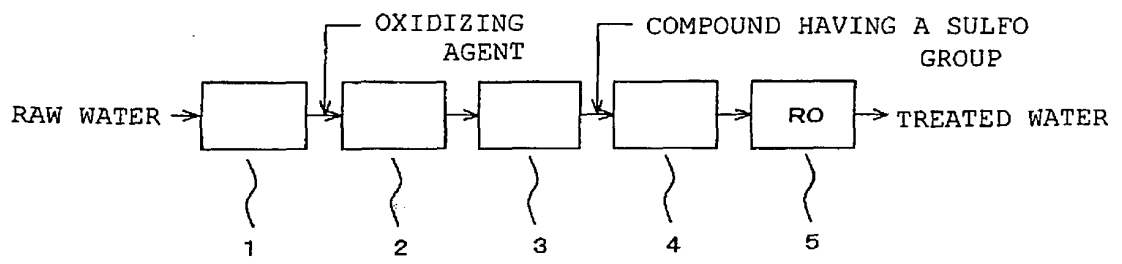 OXIDIZING
AGENT
COMPOUND HAVING A SULFO
GROUP
RAW WATER
RO
TREATED WATER
1
2
3
4
5